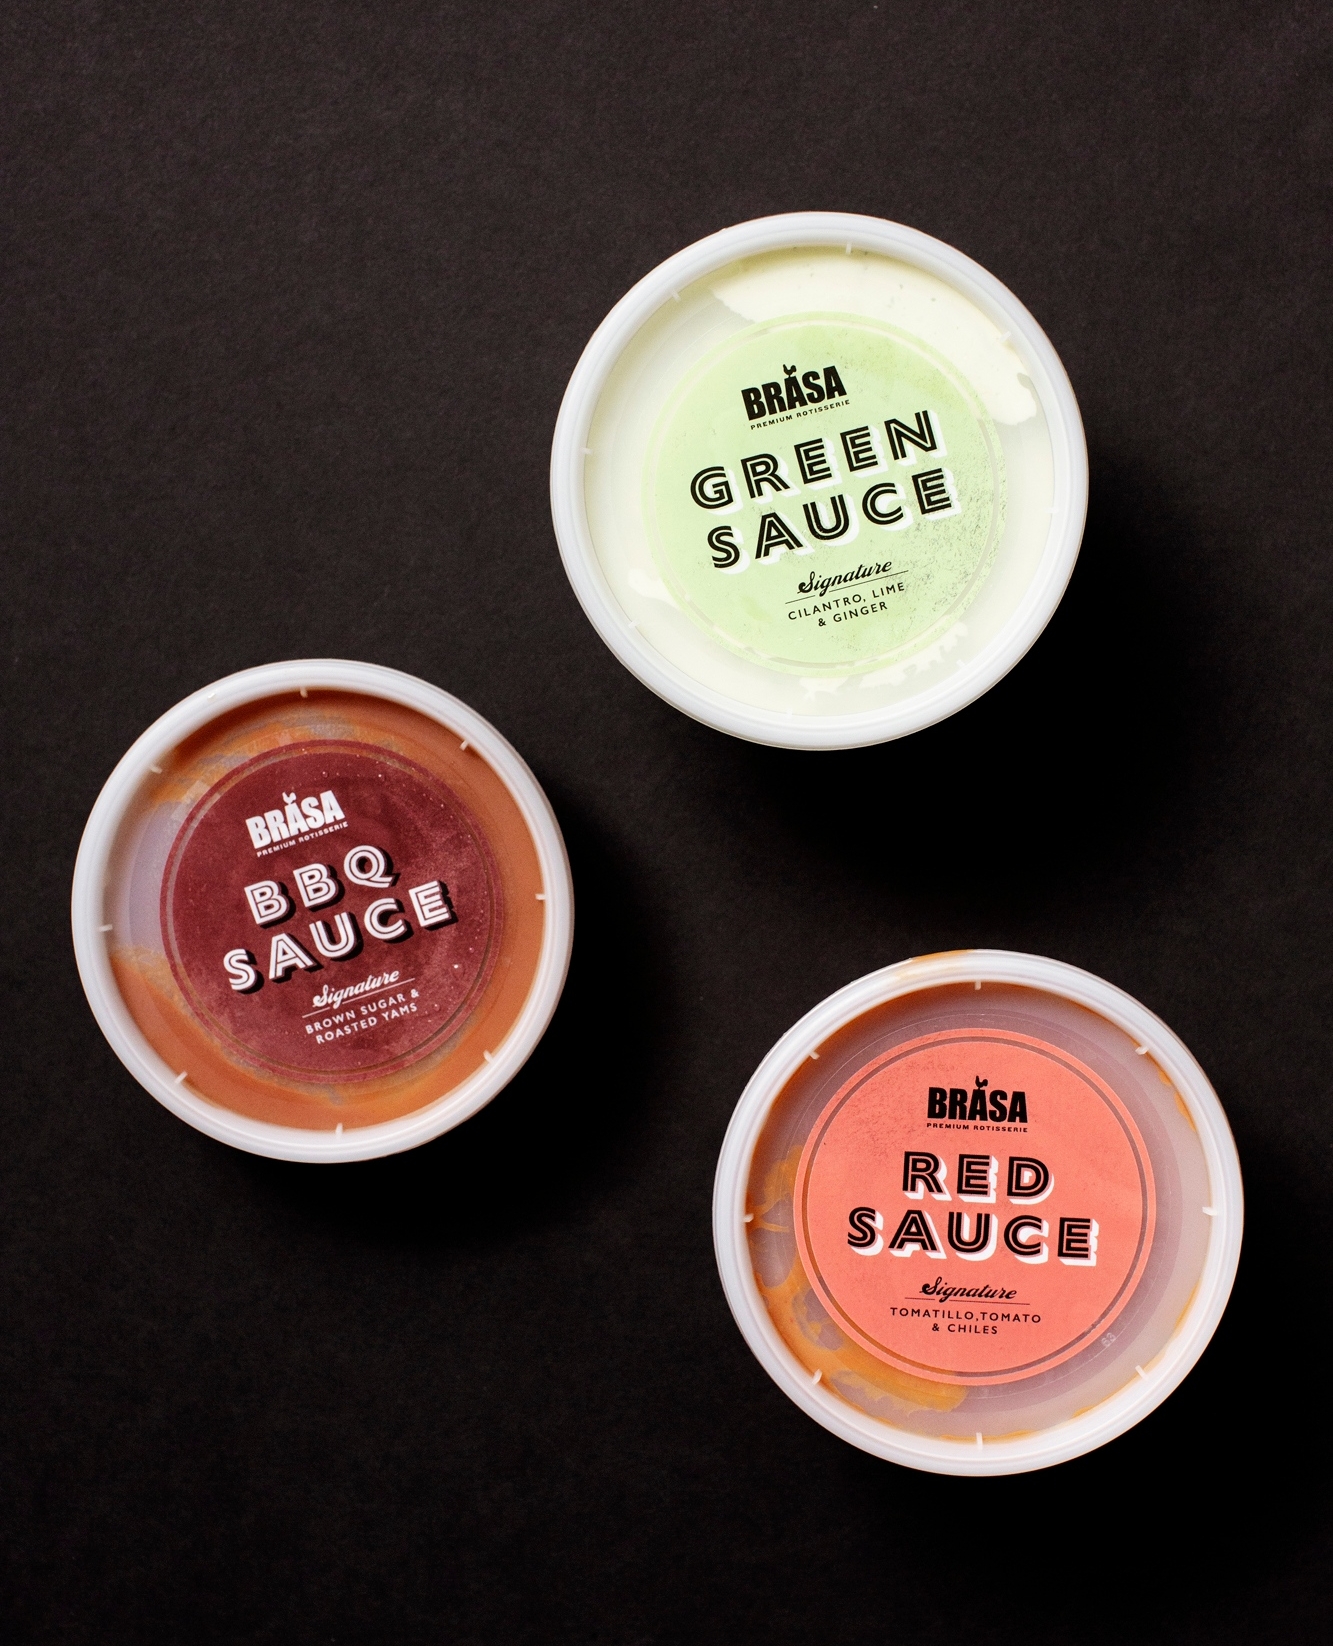 BRASA
PREMIUM ROTISSERIE
GREEN
SAUCE
Signature
CILANTRO, LIME
& GINGER
BRASA
PREMIUM ROTISSERIE
BBQ
SAUCE
Signature
BROWN SUGAR &
ROASTED YAMS
BRASA
PREMIUM ROTISSERIE
RED
SAUCE
Signature
TOMATILLO,TOMATO
& CHILES